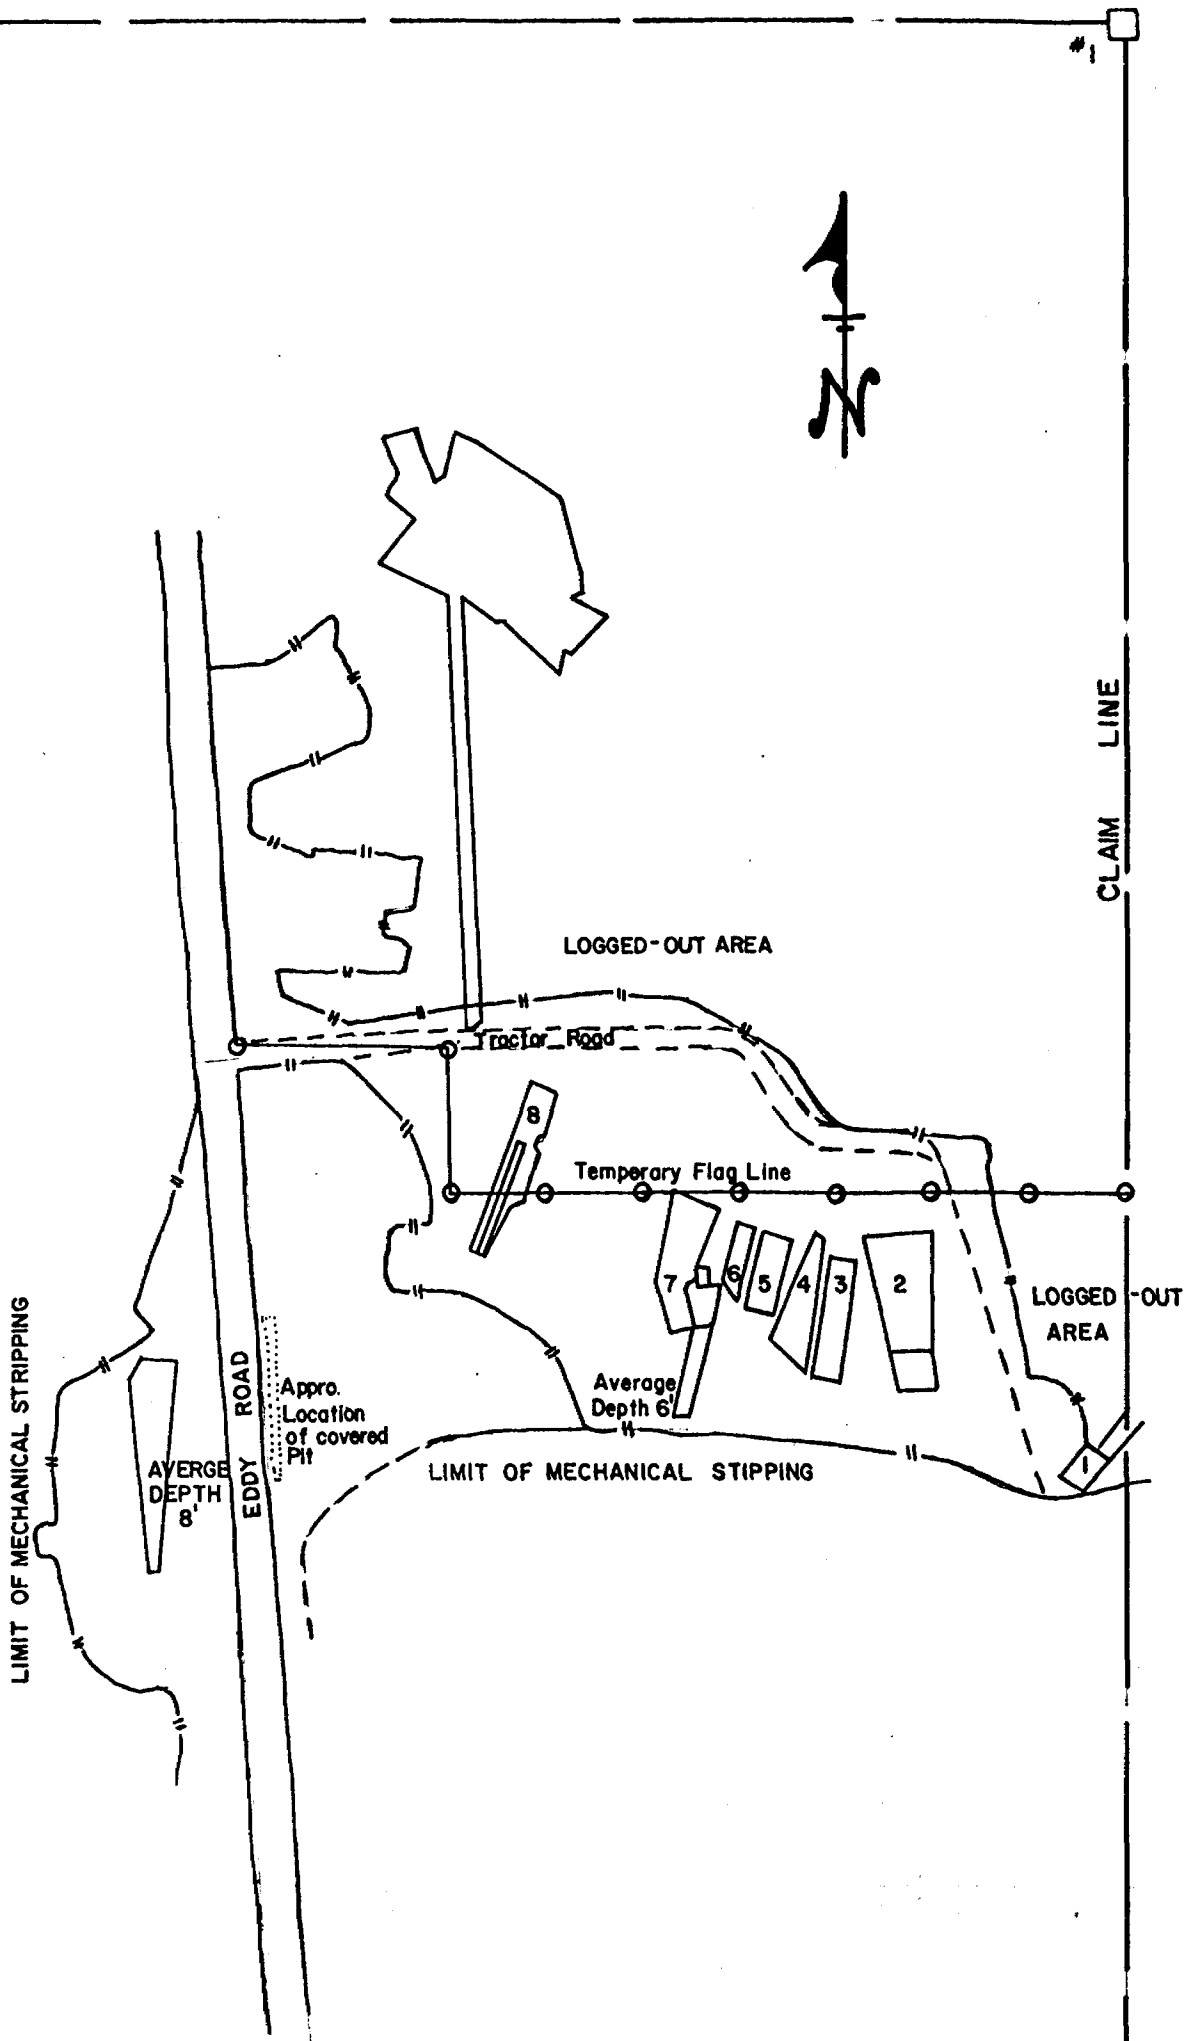 #1
N
CLAIM LINE
LOGGED-OUT AREA
Tractor Road
8
Temporary Flag Line
7
6
5
4
3
2
LOGGED-OUT
AREA
LIMIT OF MECHANICAL STRIPPING
EDDY ROAD
Appro.
Location
of covered
Pit
Average
Depth 6'
AVERGE
DEPTH
8'
LIMIT OF MECHANICAL STIPPING